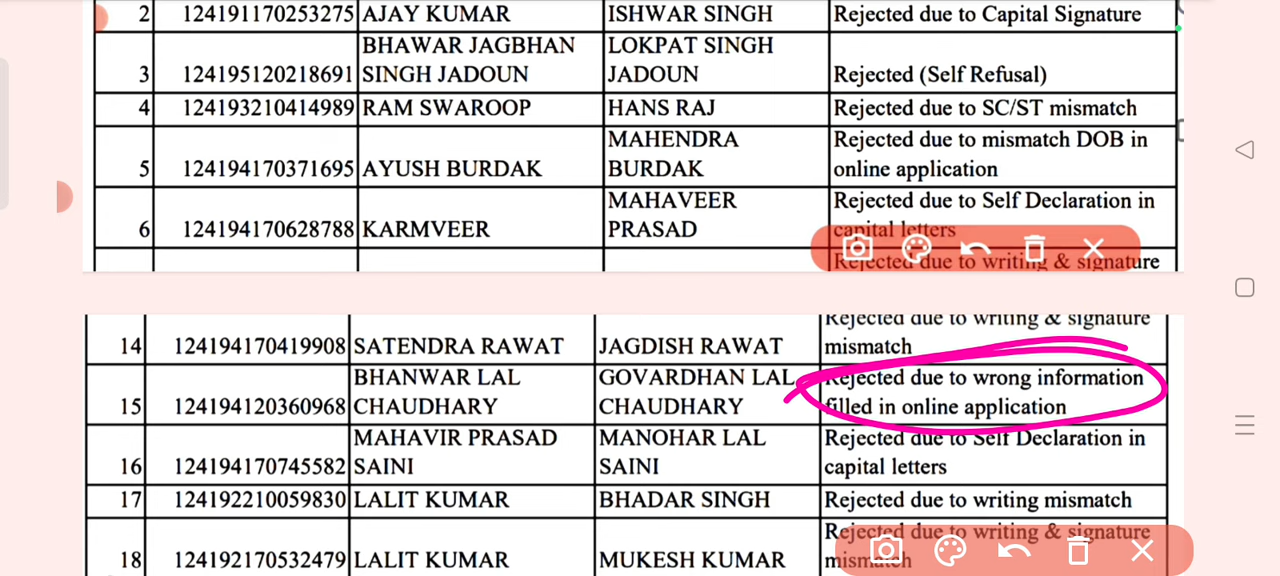 2 124191170253275 AJAY KUMAR ISHWAR SINGH Rejected due to Capital Signature
BHAWAR JAGBHAN LOKPAT SINGH
3 124195120218691 SINGH JADOUN JADOUN Rejected (Self Refusal)
4 124193210414989 RAM SWAROOP HANS RAJ Rejected due to SC/ST mismatch
MAHENDRA Rejected due to mismatch DOB in
5 124194170371695 AYUSH BURDAK BURDAK online application
MAHAVEER Rejected due to Self Declaration in
6 124194170628788 KARMVEER PRASAD capital letters
Rejected due to writing & signature
Rejected due to writing & signature
14 124194170419908 SATENDRA RAWAT JAGDISH RAWAT mismatch
BHANWAR LAL GOVARDHAN LAL Rejected due to wrong information
15 124194120360968 CHAUDHARY CHAUDHARY filled in online application
MAHAVIR PRASAD MANOHAR LAL Rejected due to Self Declaration in
16 124194170745582 SAINI SAINI capital letters
17 124192210059830 LALIT KUMAR BHADAR SINGH Rejected due to writing mismatch
Rejected due to writing & signature
18 124192170532479 LALIT KUMAR MUKESH KUMAR mismatch